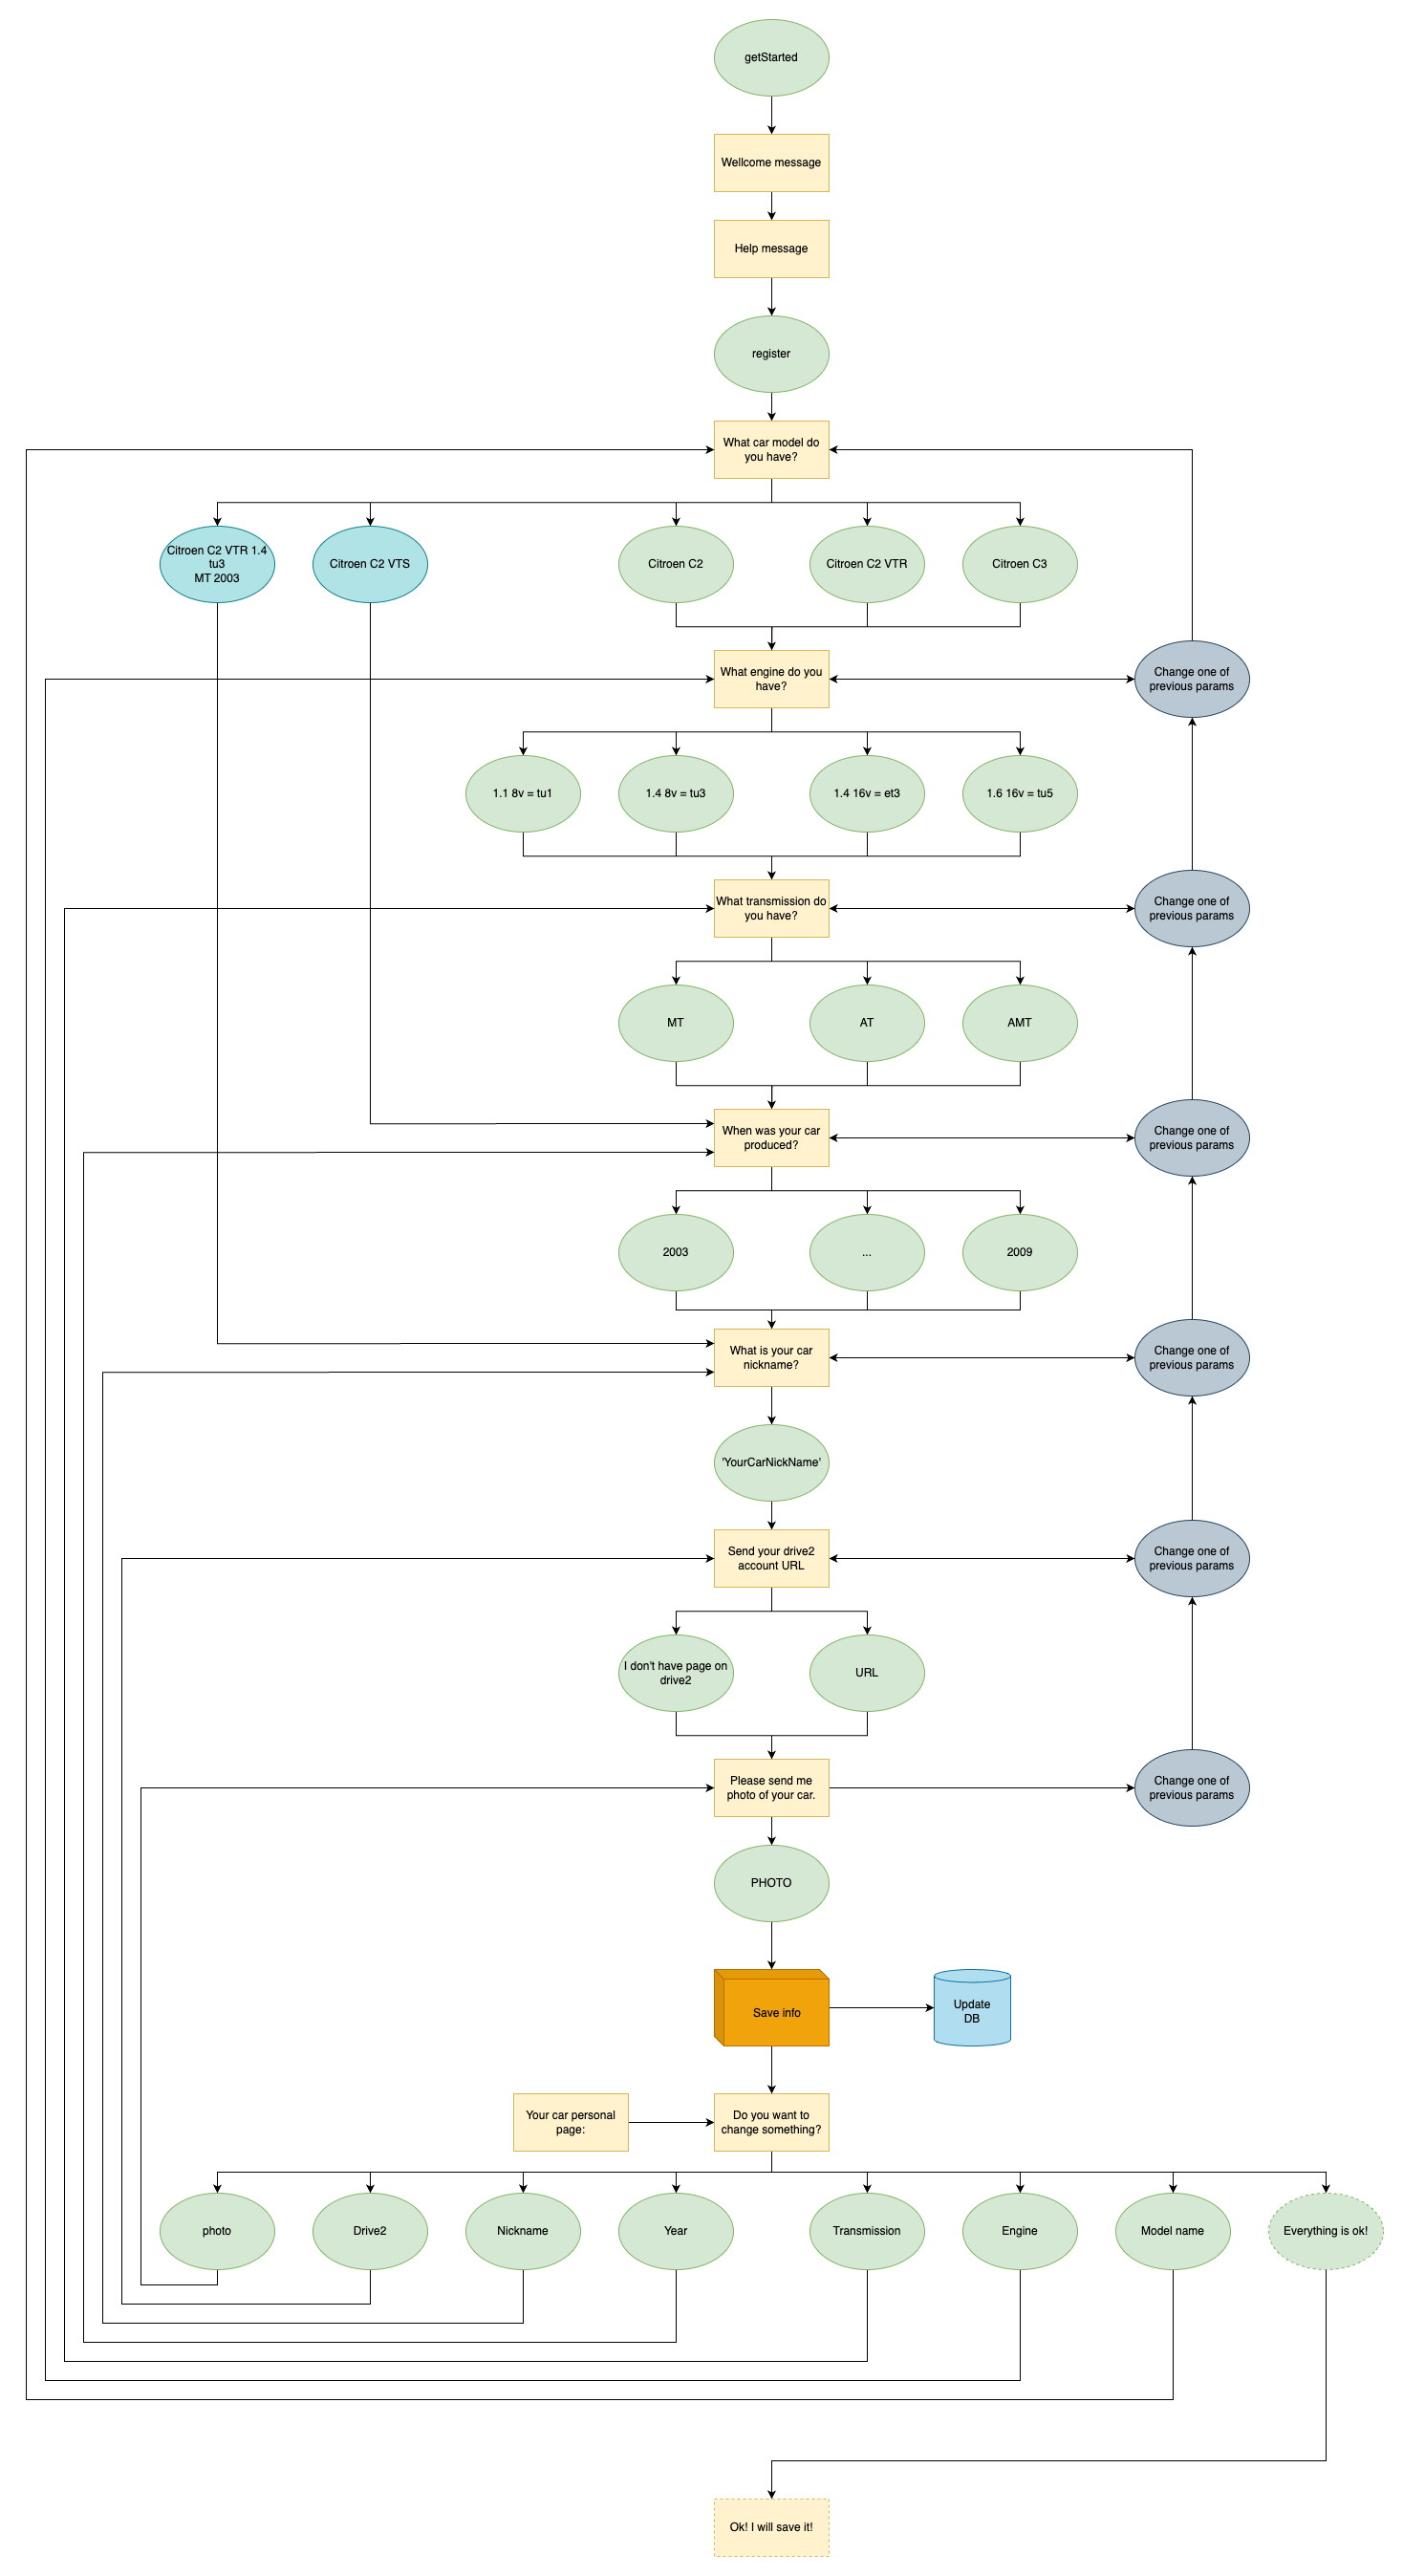 getStarted
Wellcome message
Help message
register
What car model do
you have?
Citroen C2 VTR 1.4
tu3
MT 2003
Citroen C2 VTS
Citroen C2
Citroen C2 VTR
Citroen C3
What engine do you
have?
Change one of
previous params
1.1 8v = tu1
1.4 8v = tu3
1.4 16v = et3
1.6 16v = tu5
What transmission do
you have?
Change one of
previous params
MT
AT
AMT
When was your car
produced?
Change one of
previous params
2003
...
2009
What is your car
nickname?
Change one of
previous params
'YourCarNickName'
Send your drive2
account URL
Change one of
previous params
I don't have page on
drive2
URL
Please send me
photo of your car.
Change one of
previous params
PHOTO
Save info
Update
DB
Your car personal
page:
Do you want to
change something?
photo
Drive2
Nickname
Year
Transmission
Engine
Model name
Everything is ok!
Ok! I will save it!